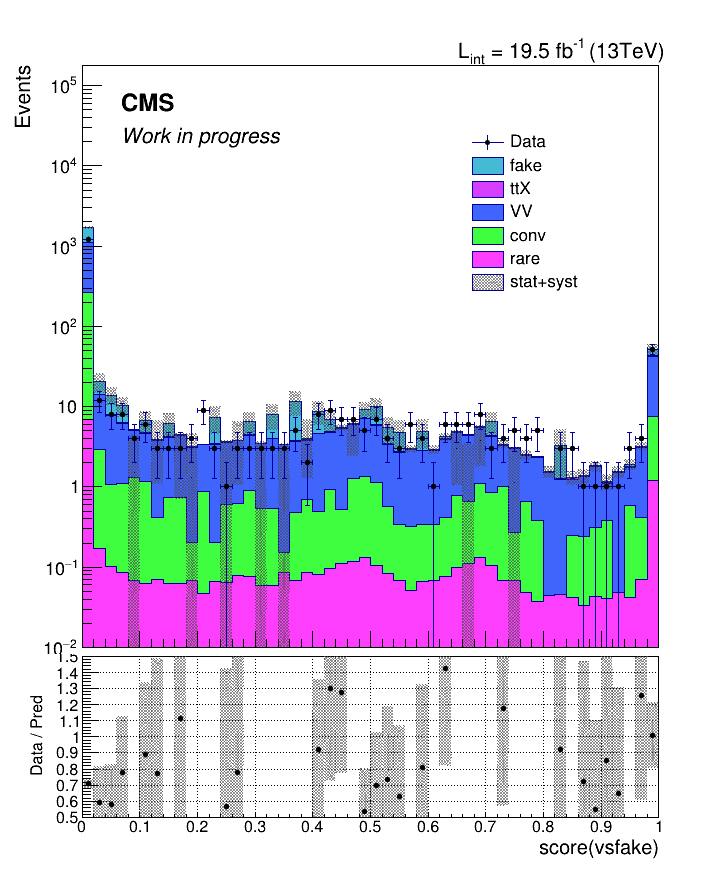 L_int = 19.5 fb^-1 (13TeV)
Events
10^5
10^4
10^3
10^2
10
1
10^-1
10^-2
CMS
Work in progress
Data
fake
ttX
VV
conv
rare
stat+syst
Data / Pred
1.5
1.4
1.3
1.2
1.1
1
0.9
0.8
0.7
0.6
0.5
0 0.1 0.2 0.3 0.4 0.5 0.6 0.7 0.8 0.9 1
score(vsfake)